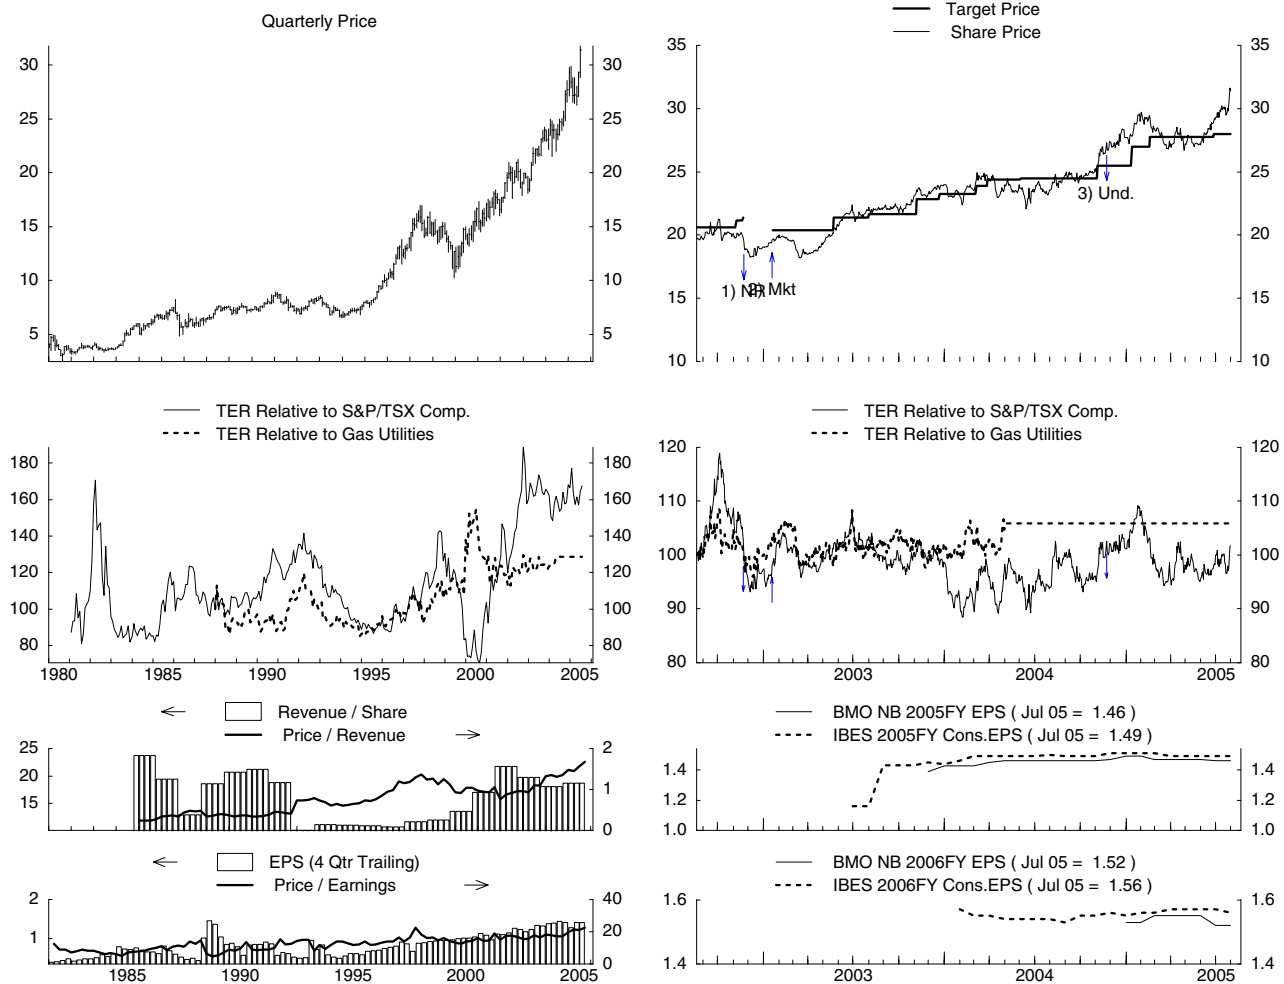 Quarterly Price
30 30
25 25
20 20
15 15
10 10
5 5
Target Price
Share Price
35 35
30 30
25 25
20 20
15 15
10 10
1) NR
2) Mkt
3) Und.
TER Relative to S&P/TSX Comp.
TER Relative to Gas Utilities
180 180
160 160
140 140
120 120
100 100
80 80
1980 1985 1990 1995 2000 2005
TER Relative to S&P/TSX Comp.
TER Relative to Gas Utilities
120 120
110 110
100 100
90 90
80 80
2003 2004 2005
Revenue / Share
Price / Revenue
25 2
20
15 1
0
BMO NB 2005FY EPS ( Jul 05 = 1.46 )
IBES 2005FY Cons.EPS ( Jul 05 = 1.49 )
1.4 1.4
1.2 1.2
1.0 1.0
EPS (4 Qtr Trailing)
Price / Earnings
2 40
1 20
0
1985 1990 1995 2000 2005
BMO NB 2006FY EPS ( Jul 05 = 1.52 )
IBES 2006FY Cons.EPS ( Jul 05 = 1.56 )
1.6 1.6
1.4 1.4
2003 2004 2005